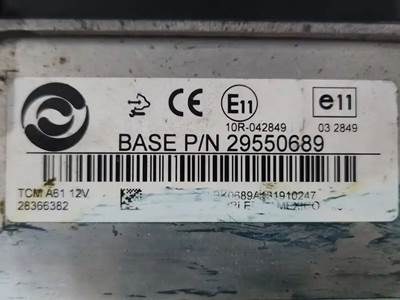 CE E11 e11
10R-042849 03 2849
BASE P/N 29550689
TCM A61 12V
28366382